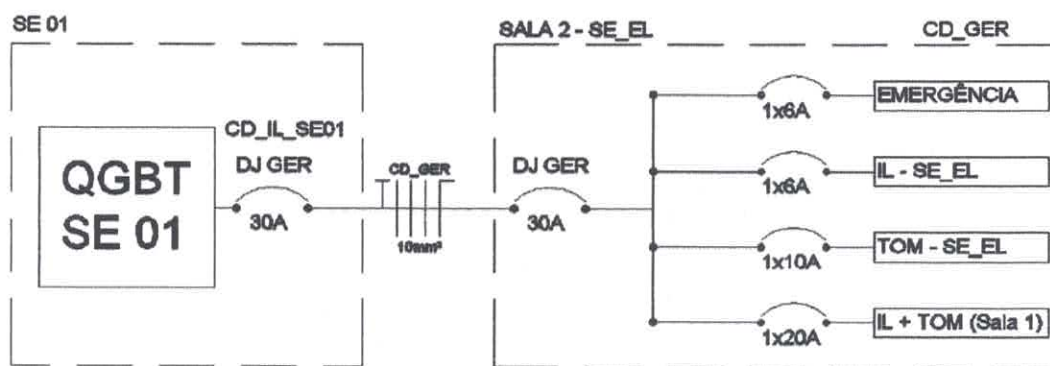 SE 01
SALA 2 - SE_EL
CD_GER
QGBT
SE 01
CD_IL_SE01
DJ GER
30A
CD_GER
10mm²
DJ GER
30A
1x6A
EMERGÊNCIA
1x6A
IL - SE_EL
1x10A
TOM - SE_EL
1x20A
IL + TOM (Sala 1)